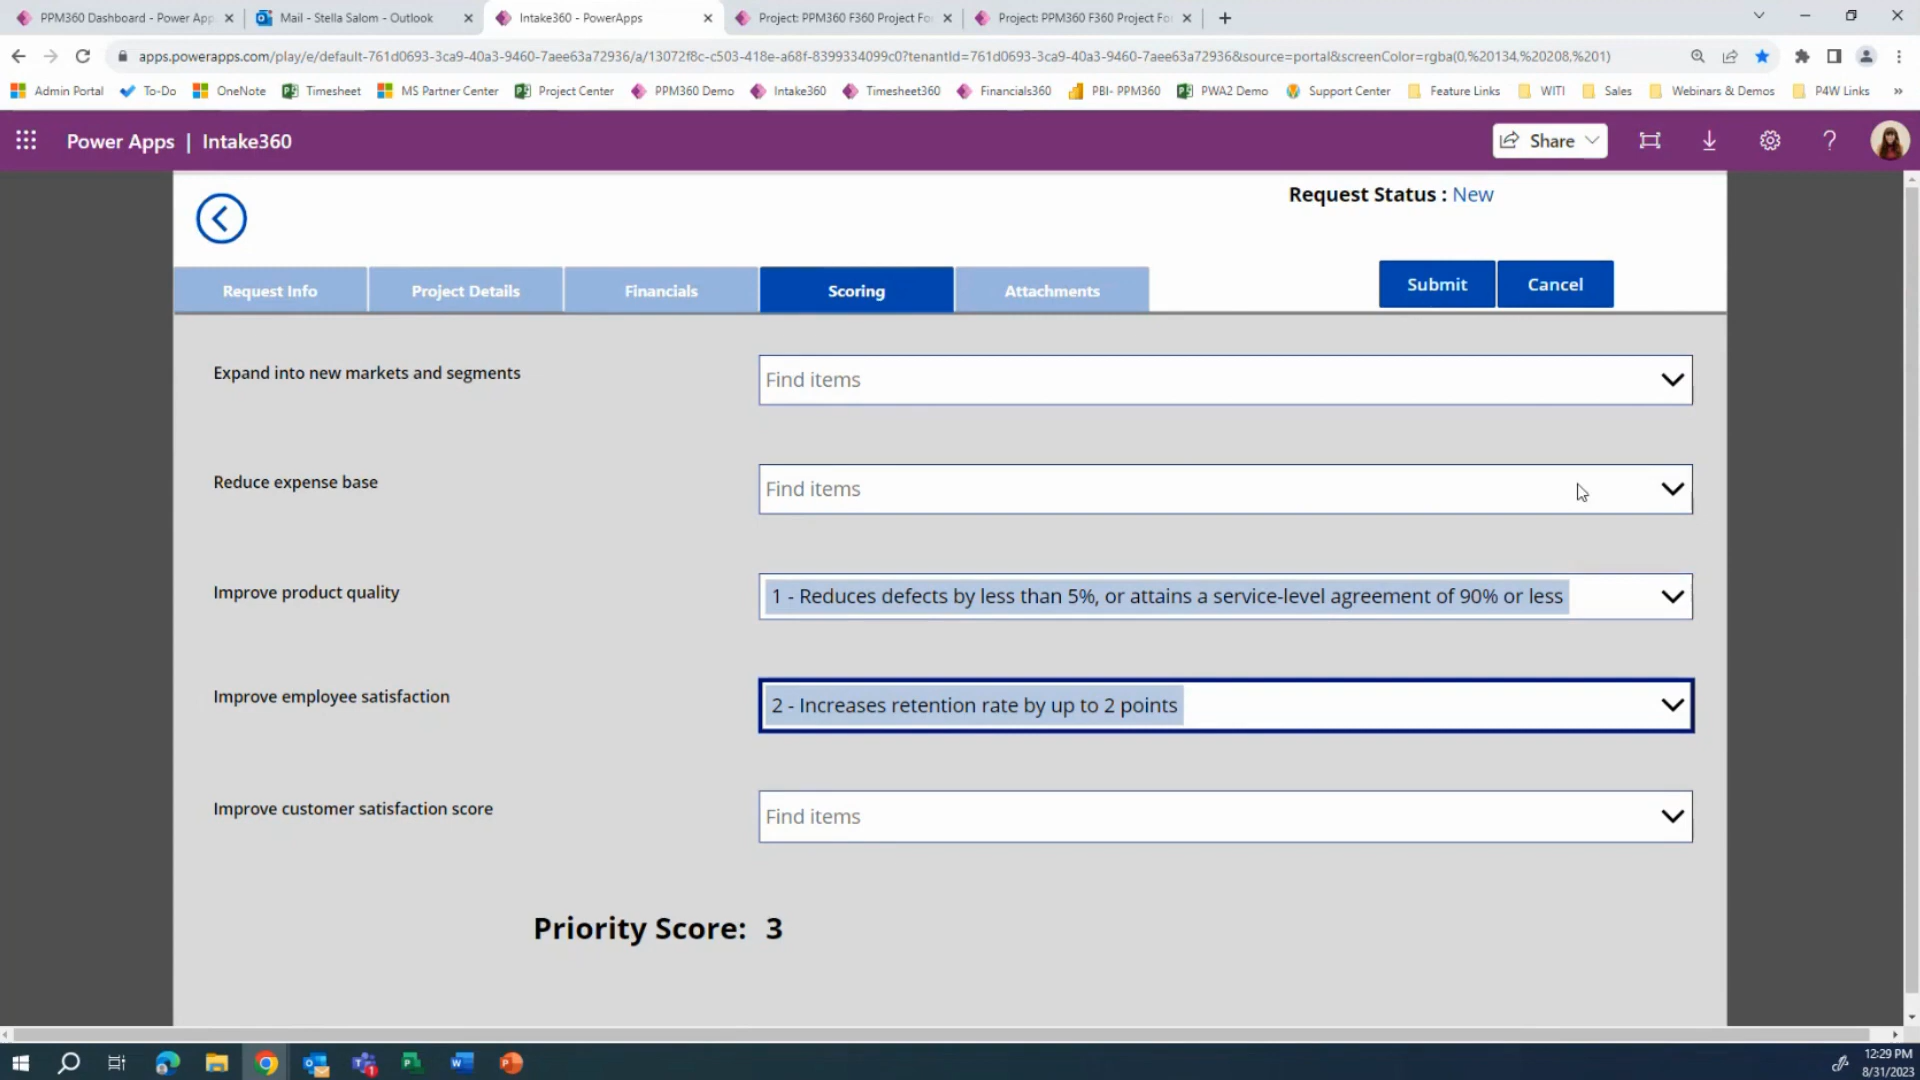 PPM360 Dashboard - Power App
Mail - Stella Salom - Outlook
Intake360 - PowerApps
Project: PPM360 F360 Project Fo
Project: PPM360 F360 Project Fo
apps.powerapps.com/play/e/default-761d0693-3ca9-40a3-9460-7aee63a72936/a/13072f8c-c503-418e-a68f-8399334099c0?tenantId=761d0693-3ca9-40a3-9460-7aee63a72936&source=portal&screenColor=rgba(0,%20134,%20208,%201)
Admin Portal
To-Do
OneNote
Timesheet
MS Partner Center
Project Center
PPM360 Demo
Intake360
Timesheet360
Financials360
PBI- PPM360
PWA2 Demo
Support Center
Feature Links
WITI
Sales
Webinars & Demos
P4W Links
»
Power Apps | Intake360
Share
?
Request Status : New
Request Info
Project Details
Financials
Scoring
Attachments
Submit
Cancel
Expand into new markets and segments
Find items
Reduce expense base
Find items
Improve product quality
1 - Reduces defects by less than 5%, or attains a service-level agreement of 90% or less
Improve employee satisfaction
2 - Increases retention rate by up to 2 points
Improve customer satisfaction score
Find items
Priority Score: 3
12:29 PM
8/31/2023